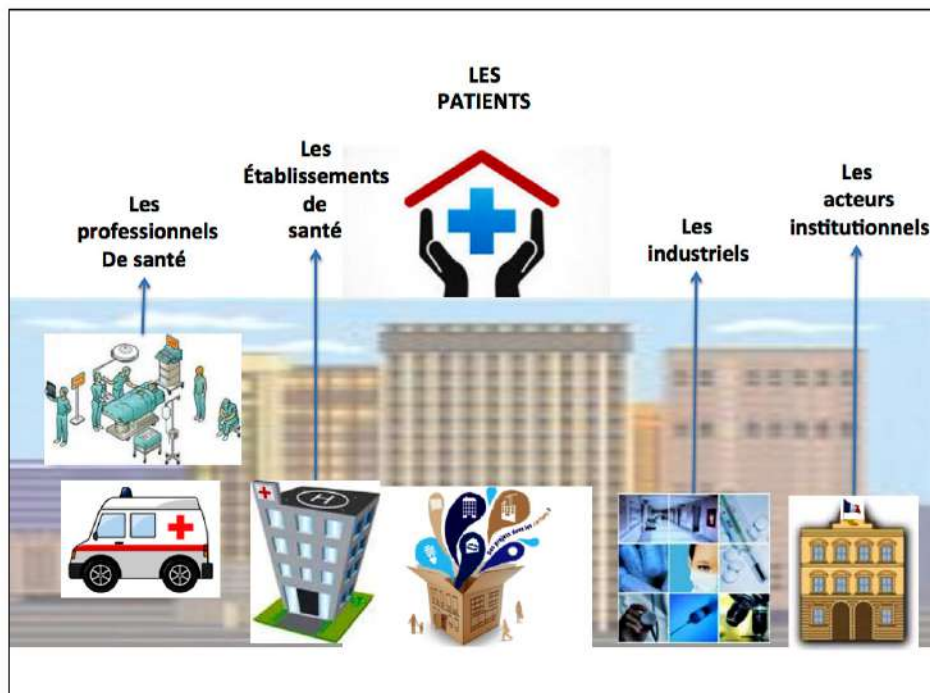 LES
PATIENTS
Les
Établissements
de
santé
Les
professionnels
De santé
Les
industriels
Les
acteurs
institutionnels
H